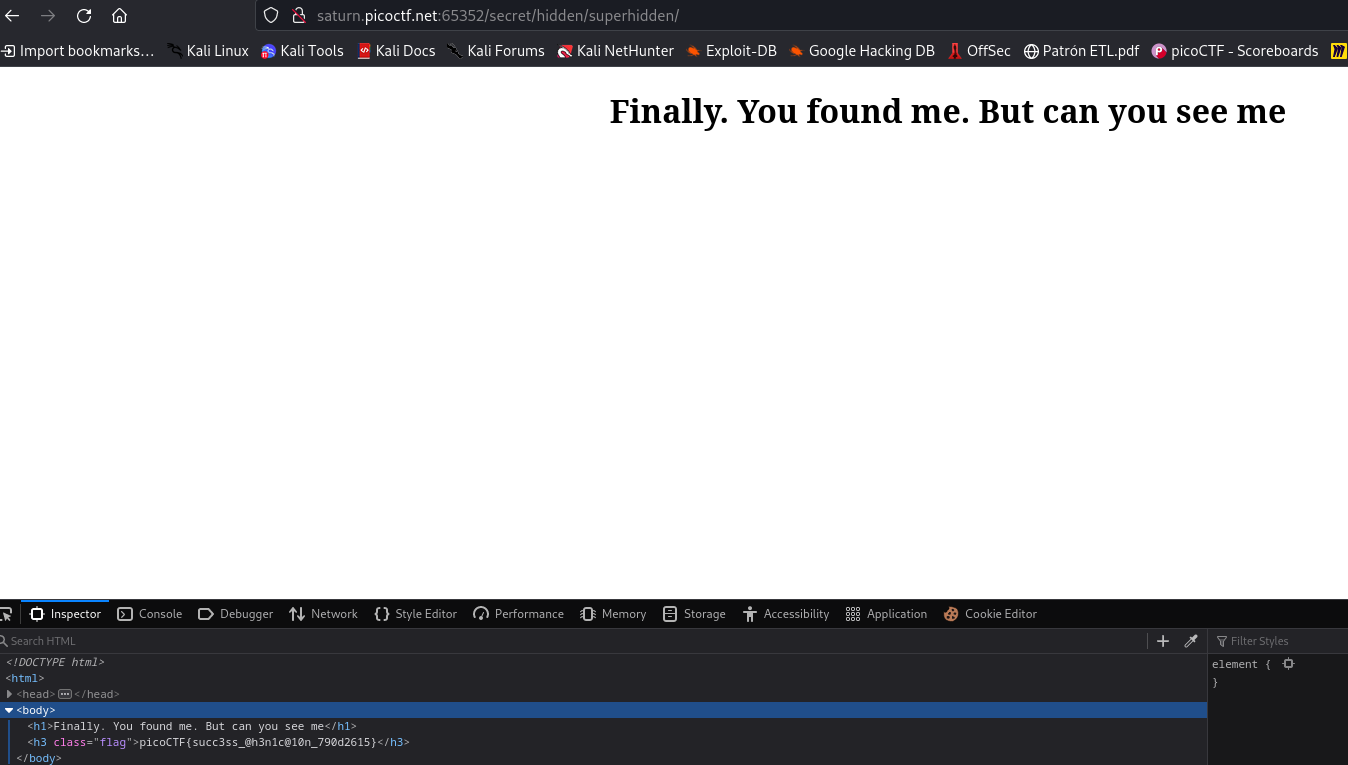 saturn.picoctf.net:65352/secret/hidden/superhidden/
Import bookmarks... Kali Linux Kali Tools Kali Docs Kali Forums Kali NetHunter Exploit-DB Google Hacking DB OffSec Patrón ETL.pdf picoCTF - Scoreboards
Finally. You found me. But can you see me
Inspector Console Debugger Network Style Editor Performance Memory Storage Accessibility Application Cookie Editor
Search HTML Filter Styles
<!DOCTYPE html>
<html>
<head> ... </head>
<body>
<h1>Finally. You found me. But can you see me</h1>
<h3 class="flag">picoCTF{succ3ss_@h3n1c@10n_790d2615}</h3>
</body>
element {
}